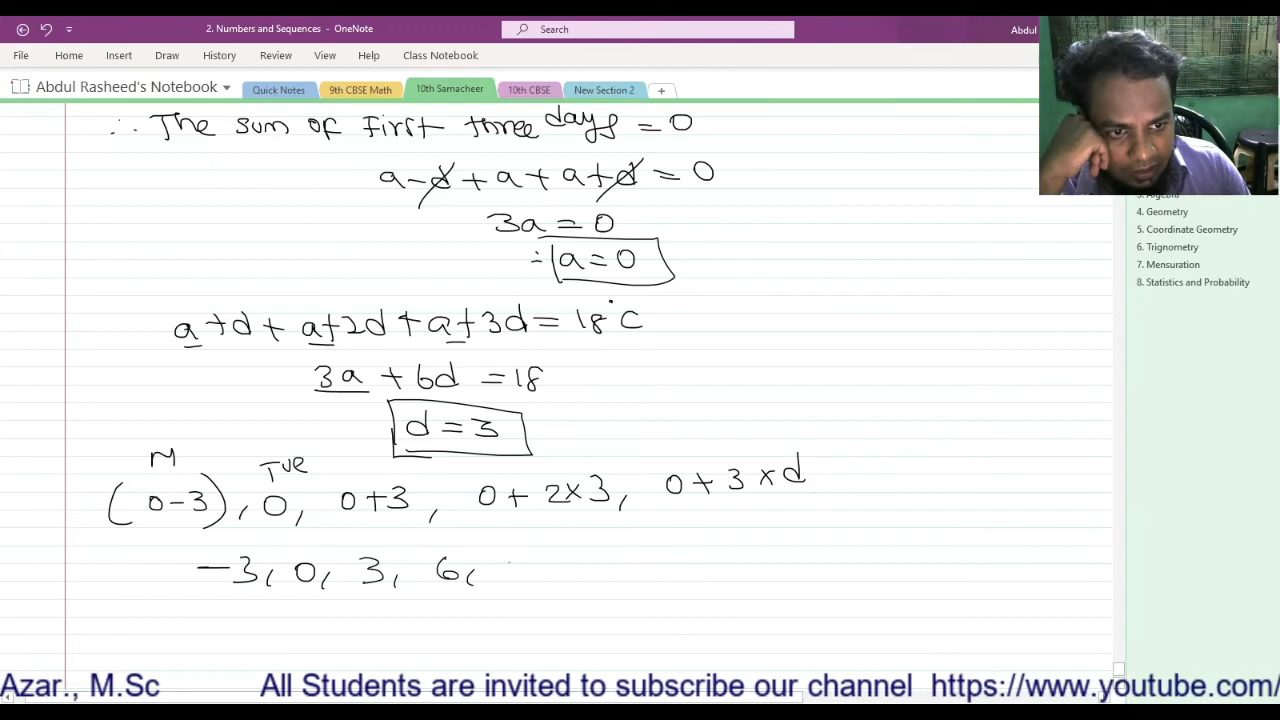 2. Numbers and Sequences - OneNote
Search
Abdul
File Home Insert Draw History Review View Help Class Notebook
Abdul Rasheed's Notebook Quick Notes 9th CBSE Math 10th Samacheer 10th CBSE New Section 2
∴ The sum of first three days = 0
a-d + a + a+d = 0
3a = 0
∴ a = 0
a+d + a+2d + a+3d = 18°C
3a + 6d = 18
d = 3
M Tue
(0-3), 0, 0+3, 0+2×3, 0+3×d
-3, 0, 3, 6,
4. Geometry
5. Coordinate Geometry
6. Trignometry
7. Mensuration
8. Statistics and Probability
Azar., M.Sc All Students are invited to subscribe our channel https://www.youtube.com/